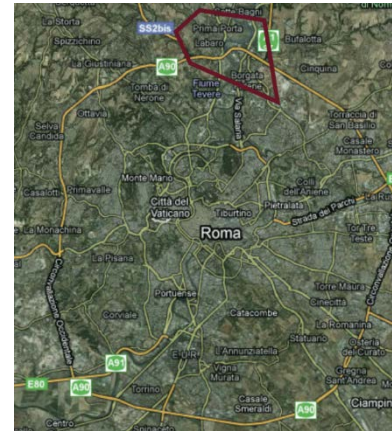 La Storta
SS2bis
Prima Porta
Labaro
Bufalotta
Spizzichino
La Giustiniana
A90
Borgata
Cinquina
Tomba di
Nerone
Fiume
Tevere
Via Salaria
Ottavia
Torraccia di
San Basilio
Selva
Candida
Casale
Monastero
Colli
dell'Aniene
Casalotti
Primavalle
Monte Mario
Città del
Vaticano
Tiburtino
Pietralata
Strada dei Parchi
Roma
Tor Tre
Teste
La Monachina
La Pisana
Circonvallazione Occidentale
Torre Maura
Cinecittà
Portuense
Catacombe
Corviale
La Romanina
Statuano
Osteria
del Curato
E.U.R.
L'Annunziatella
A91
Vigna
Murata
Gregna
Sant'Andrea
E80
A90
Torrino
Casale
Smeraldi
A90
Ciampin
Centro
Spinaceto